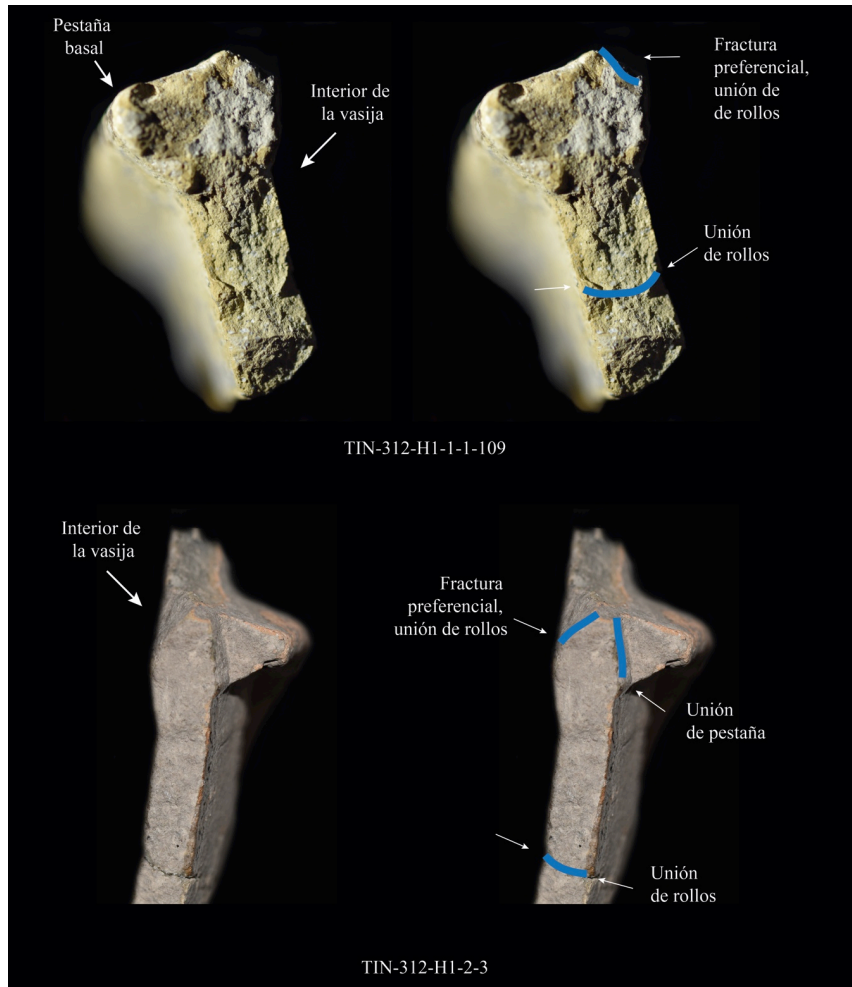 Pestaña
basal
Interior de
la vasija
Fractura
preferencial,
unión de
de rollos
Unión
de rollos
TIN-312-H1-1-1-109
Interior de
la vasija
Fractura
preferencial,
unión de rollos
Unión
de pestaña
Unión
de rollos
TIN-312-H1-2-3